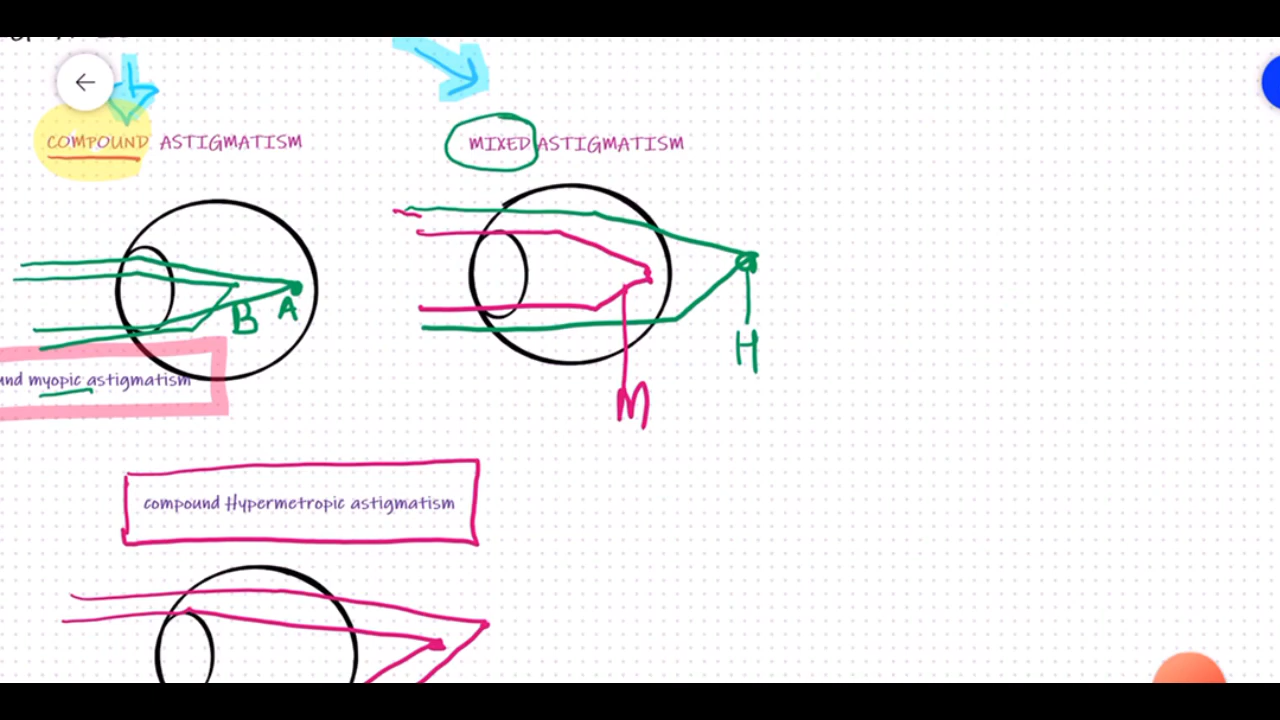 COMPOUND ASTIGMATISM
MIXED ASTIGMATISM
B
A
H
M
myopic astigmatism
compound Hypermetropic astigmatism